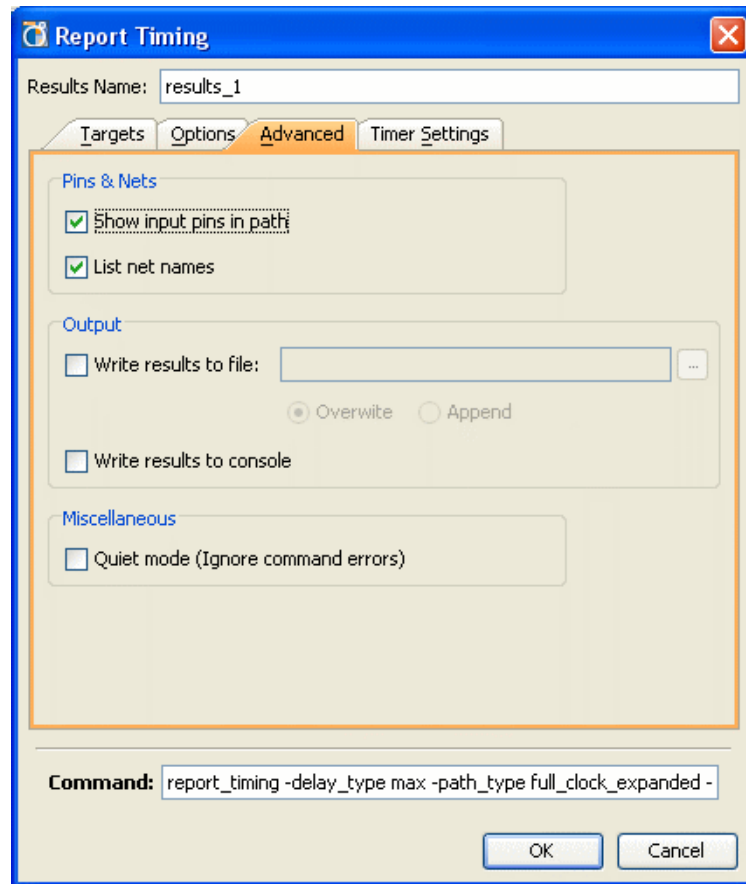 Report Timing
Results Name: results_1
Targets Options Advanced Timer Settings
Pins & Nets
Show input pins in path
List net names
Output
Write results to file: ...
Overwite Append
Write results to console
Miscellaneous
Quiet mode (Ignore command errors)
Command: report_timing -delay_type max -path_type full_clock_expanded -
OK Cancel